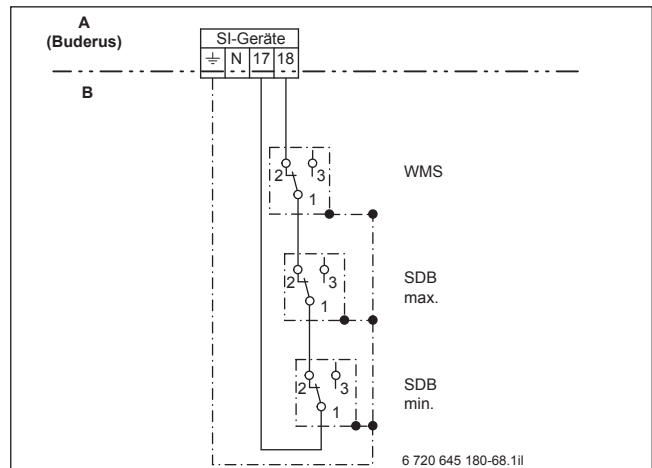 A
(Buderus)
SI-Geräte
N 17 18
B
2 3
1
WMS
2 3
1
SDB
max.
2 3
1
SDB
min.
6 720 645 180-68.1il